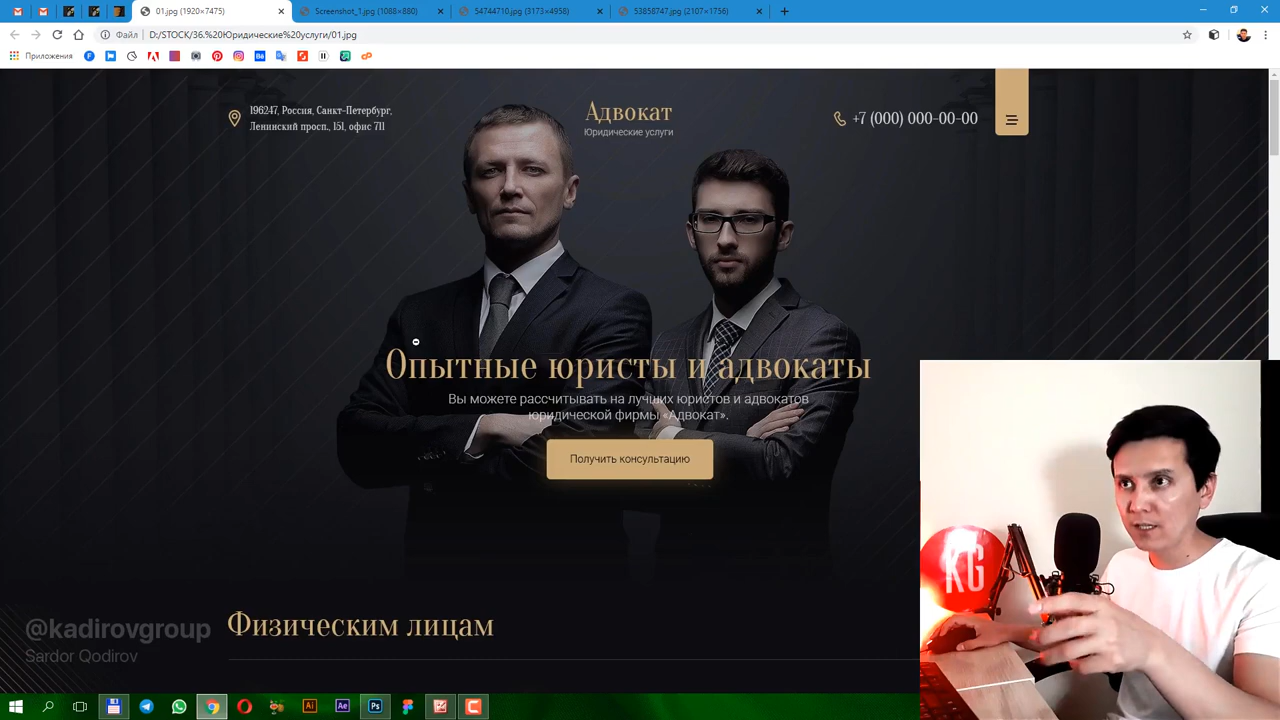 01.jpg (1920×7475)
Screenshot_1.jpg (1088×880)
54744710.jpg (3173×4958)
53858747.jpg (2107×1756)
Файл
D:/STOCK/36.%20Юридические%20услуги/01.jpg
Приложения
196247, Россия, Санкт-Петербург,
Ленинский просп., 151, офис 711
Адвокат
Юридические услуги
+7 (000) 000-00-00
Опытные юристы и адвокаты
Вы можете рассчитывать на лучших юристов и адвокатов
юридической фирмы «Адвокат».
Получить консультацию
Физическим лицам
@kadirovgroup
Sardor Qodirov
KG
Ai
Ae
Ps